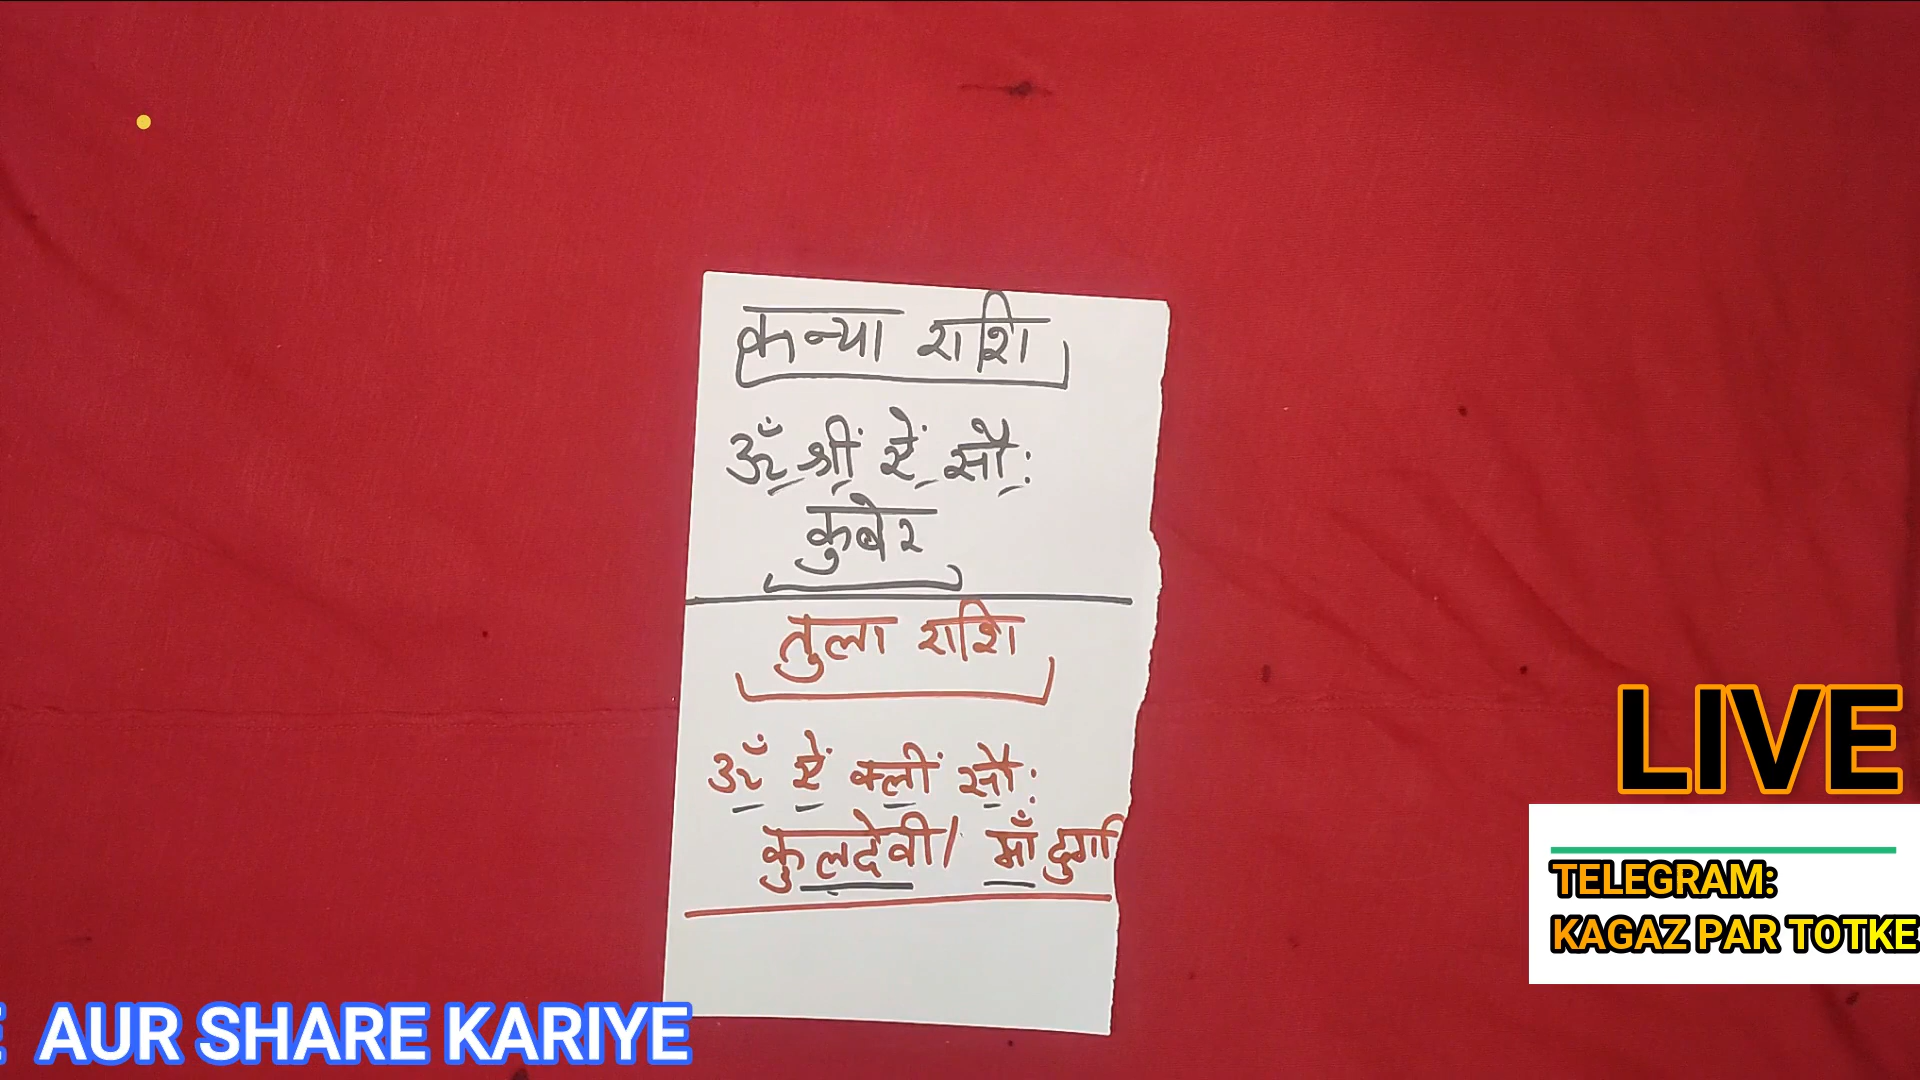 कन्या राशि
ॐ श्रीं ऐं सौ:
कुबेर
तुला राशि
ॐ ऐं क्लीं सौ:
कुलदेवी/ माँ दुर्गा
LIVE
TELEGRAM:
KAGAZ PAR TOTKE
AUR SHARE KARIYE